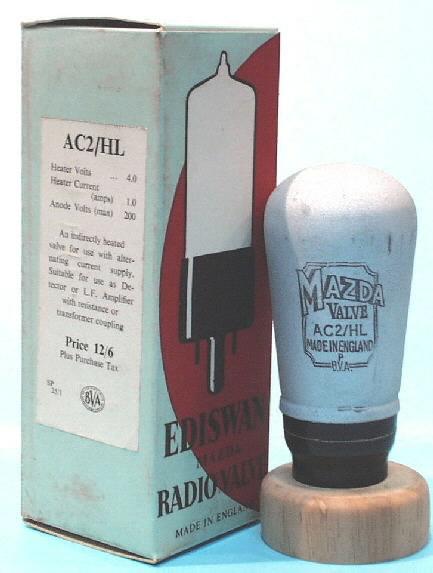 AC2/HL
Heater Volts ... 4.0
Heater Current
(amps) 1.0
Anode Volts (max) 200
An indirectly heated
valve for use with alter-
nating current supply.
Suitable for use as De-
tector or L.F. Amplifier
with resistance or
transformer coupling
Price 12/6
Plus Purchase Tax
SP
25/1
BVA
EDISWAN
MAZDA
RADIO VALVE
MADE IN ENGLAND
MAZDA
VALVE
AC2/HL
MADE IN ENGLAND
P
B.V.A.